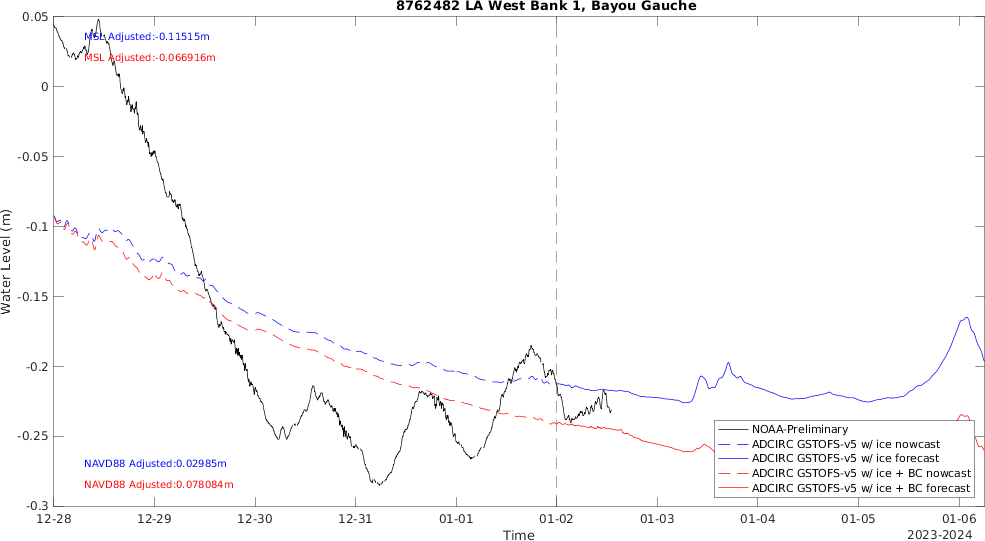 8762482 LA West Bank 1, Bayou Gauche
0.05
0
-0.05
-0.1
-0.15
-0.2
-0.25
-0.3
Water Level (m)
MSL Adjusted:-0.11515m
MSL Adjusted:-0.066916m
NAVD88 Adjusted:0.02985m
NAVD88 Adjusted:0.078084m
NOAA-Preliminary
ADCIRC GSTOFS-v5 w/ ice nowcast
ADCIRC GSTOFS-v5 w/ ice forecast
ADCIRC GSTOFS-v5 w/ ice + BC nowcast
ADCIRC GSTOFS-v5 w/ ice + BC forecast
12-28 12-29 12-30 12-31 01-01 01-02 01-03 01-04 01-05 01-06
Time
2023-2024